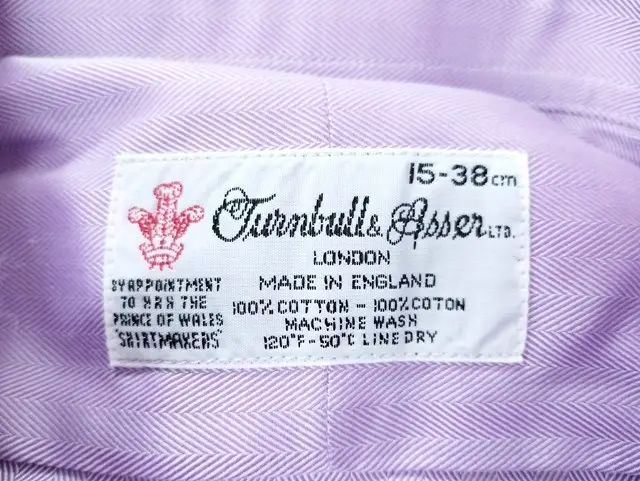 15-38cm
Turnbull & Asser LTD.
LONDON
BY APPOINTMENT
TO HRH THE
PRINCE OF WALES
"SHIRTMAKERS"
MADE IN ENGLAND
100% COTTON - 100% COTON
MACHINE WASH
120°F-50°C LINE DRY